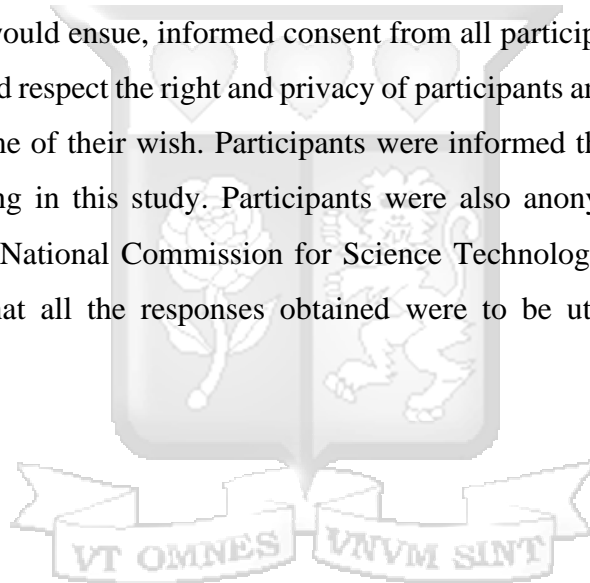 would ensue, informed consent from all particip
d respect the right and privacy of participants ar
ne of their wish. Participants were informed th
ng in this study. Participants were also anony
National Commission for Science Technolog
hat all the responses obtained were to be ut
VT OMNES VNVM SINT